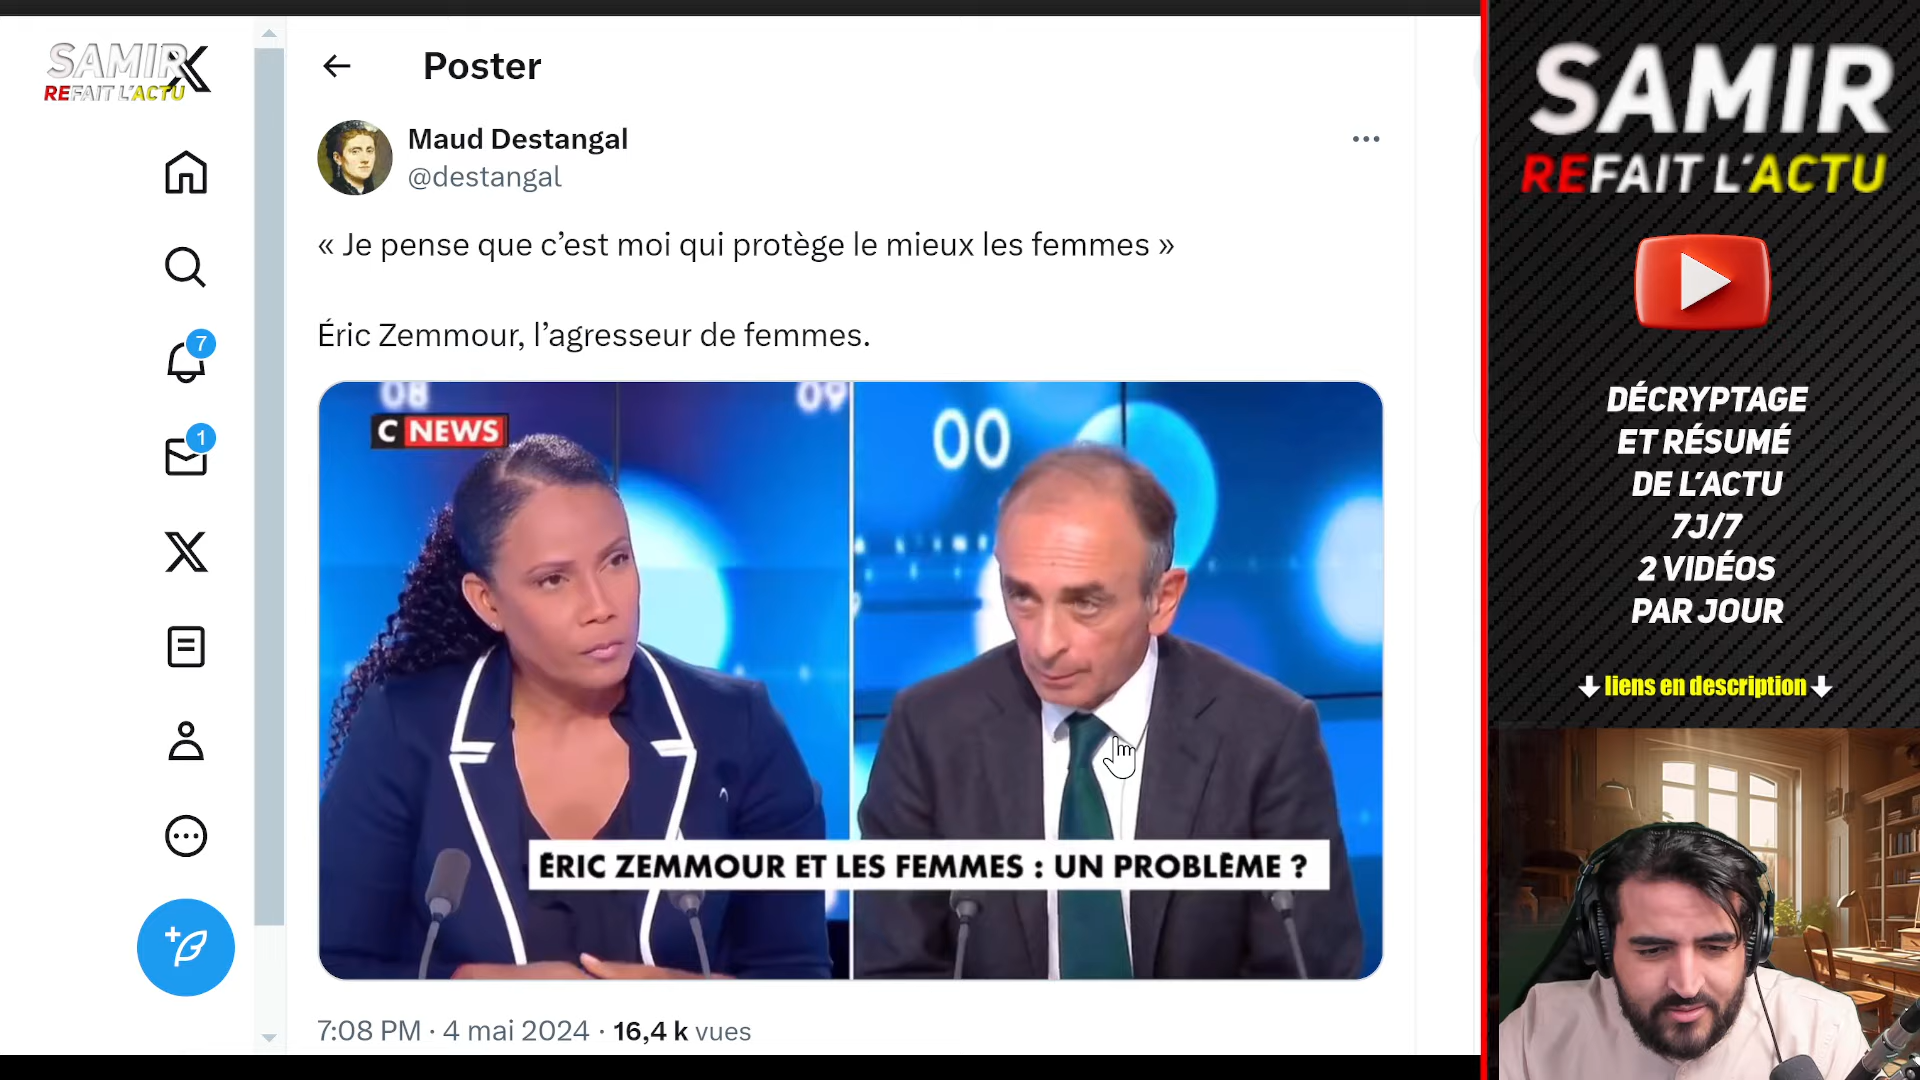 SAMIR
REFAIT L'ACTU
Poster
Maud Destangal
@destangal
« Je pense que c’est moi qui protège le mieux les femmes »
Éric Zemmour, l’agresseur de femmes.
08
09
00
C NEWS
ÉRIC ZEMMOUR ET LES FEMMES : UN PROBLÈME ?
7:08 PM · 4 mai 2024 · 16,4 k vues
7
1
SAMIR
REFAIT L'ACTU
DÉCRYPTAGE
ET RÉSUMÉ
DE L'ACTU
7J/7
2 VIDÉOS
PAR JOUR
liens en description